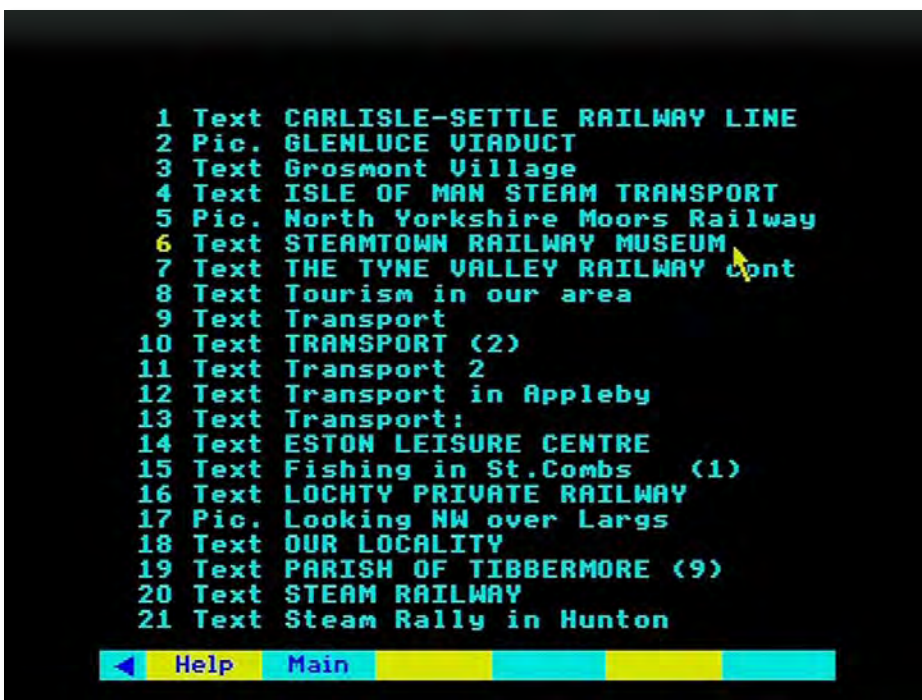 1 Text CARLISLE-SETTLE RAILWAY LINE
2 Pic. GLENLUCE VIADUCT
3 Text Grosmont Village
4 Text ISLE OF MAN STEAM TRANSPORT
5 Pic. North Yorkshire Moors Railway
6 Text STEAMTOWN RAILWAY MUSEUM
7 Text THE TYNE VALLEY RAILWAY cont
8 Text Tourism in our area
9 Text Transport
10 Text TRANSPORT (2)
11 Text Transport 2
12 Text Transport in Appleby
13 Text Transport:
14 Text ESTON LEISURE CENTRE
15 Text Fishing in St.Combs (1)
16 Text LOCHTY PRIVATE RAILWAY
17 Pic. Looking NW over Largs
18 Text OUR LOCALITY
19 Text PARISH OF TIBBERMORE (9)
20 Text STEAM RAILWAY
21 Text Steam Rally in Hunton
Help Main